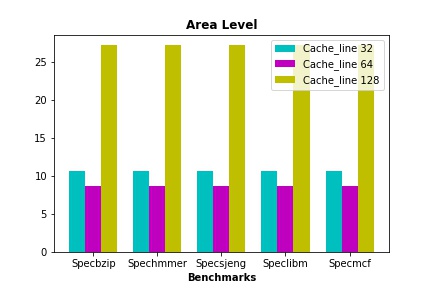 Area Level
Cache_line 32
Cache_line 64
Cache_line 128
25
20
15
10
5
0
Specbzip Spechmmer Specsjeng Speclibm Specmcf
Benchmarks